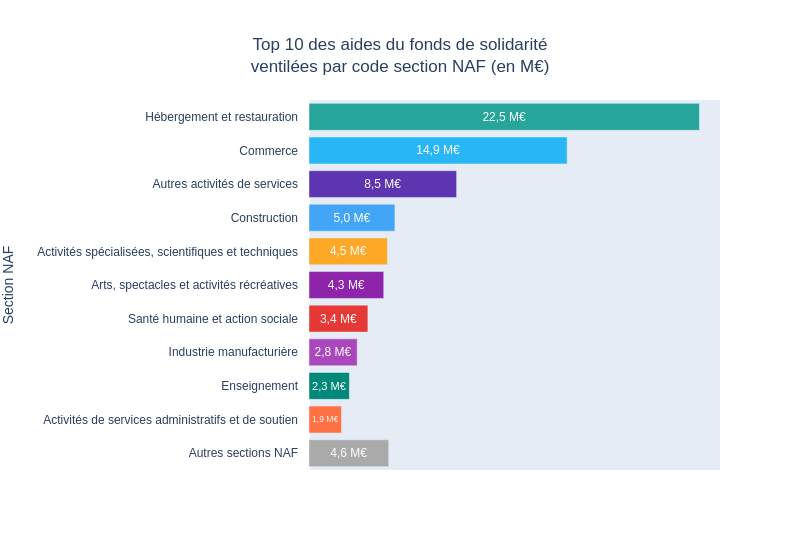 Top 10 des aides du fonds de solidarité
ventilées par code section NAF (en M€)
Section NAF
Hébergement et restauration 22,5 M€
Commerce 14,9 M€
Autres activités de services 8,5 M€
Construction 5,0 M€
Activités spécialisées, scientifiques et techniques 4,5 M€
Arts, spectacles et activités récréatives 4,3 M€
Santé humaine et action sociale 3,4 M€
Industrie manufacturière 2,8 M€
Enseignement 2,3 M€
Activités de services administratifs et de soutien 1,9 M€
Autres sections NAF 4,6 M€